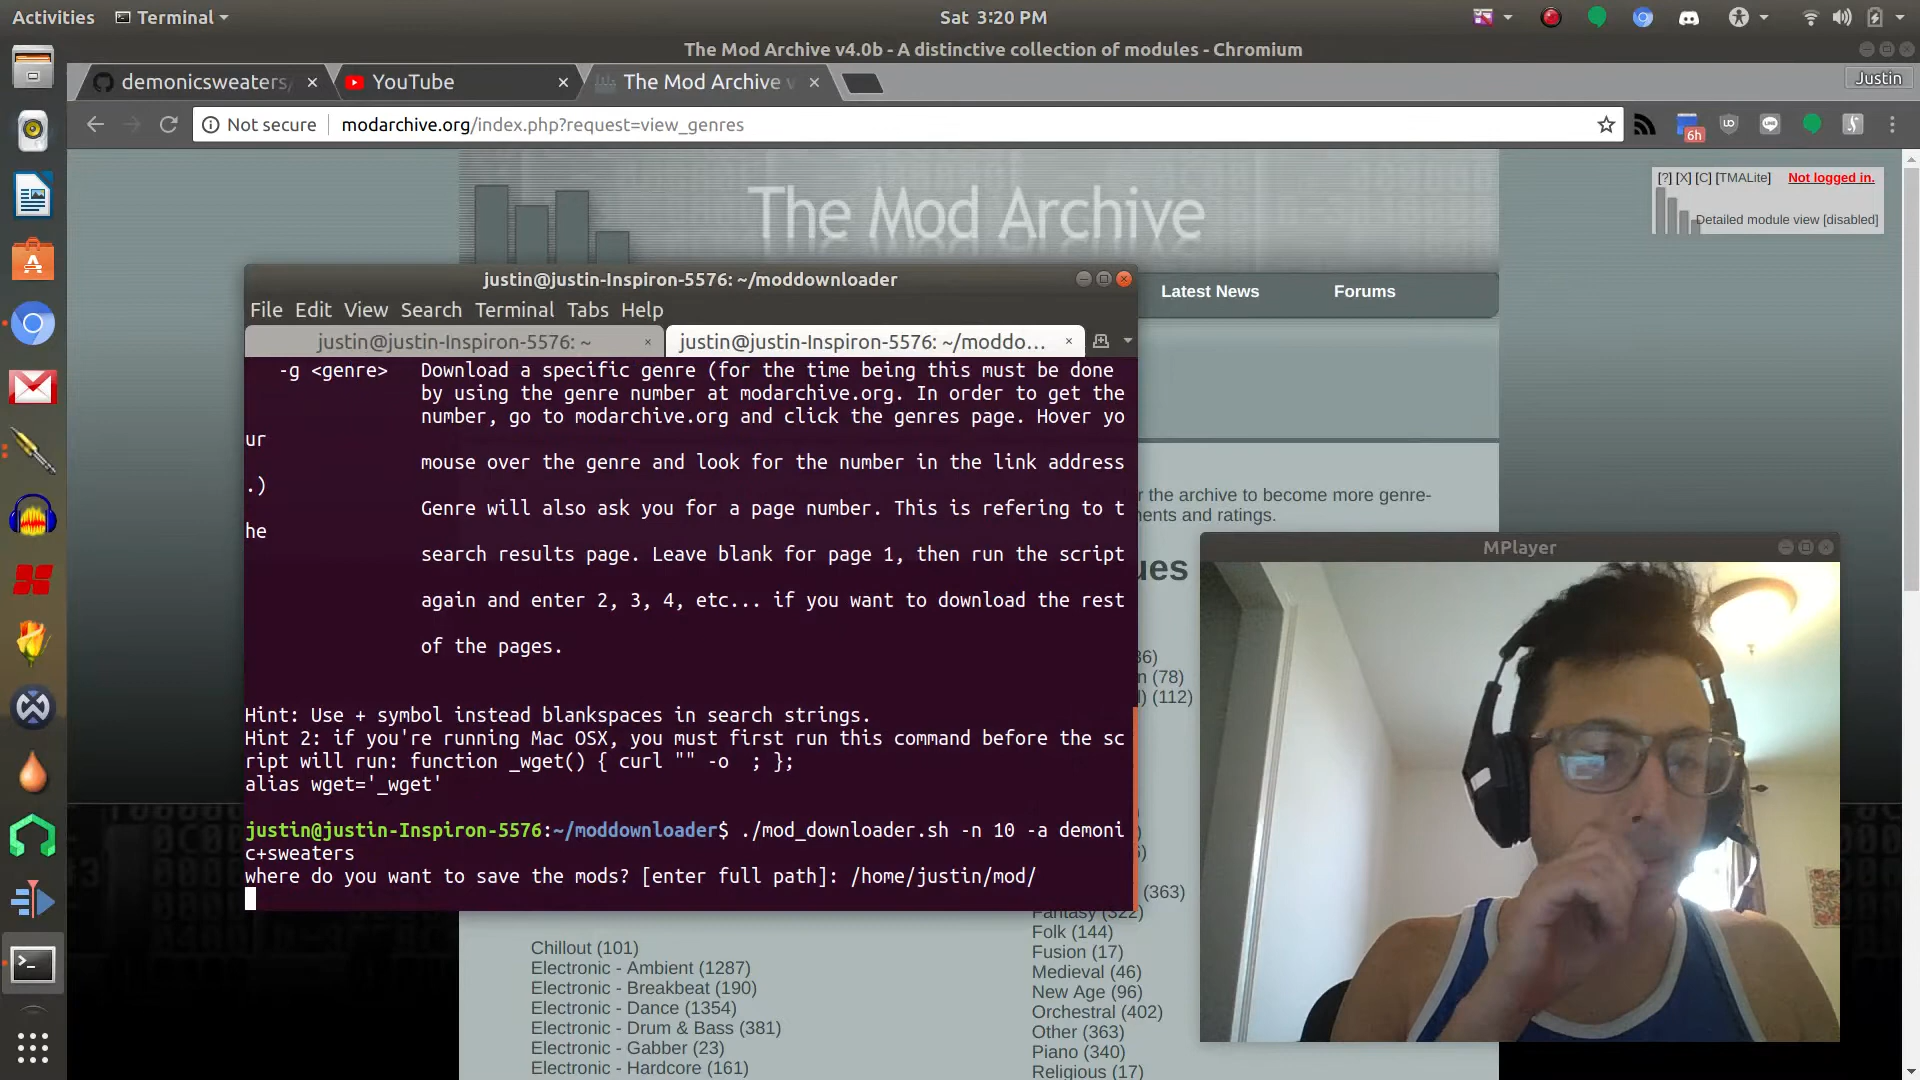 Activities
Terminal
Sat 3:20 PM
The Mod Archive v4.0b - A distinctive collection of modules - Chromium
demonicsweaters/
YouTube
The Mod Archive v
Justin
Not secure
modarchive.org/index.php?request=view_genres
6h
The Mod Archive
[?] [X] [C] [TMALite]
Not logged in.
Detailed module view [disabled]
Latest News
Forums
justin@justin-Inspiron-5576: ~/moddownloader
File Edit View Search Terminal Tabs Help
justin@justin-Inspiron-5576: ~
justin@justin-Inspiron-5576: ~/moddo...
-g <genre> Download a specific genre (for the time being this must be done
by using the genre number at modarchive.org. In order to get the
number, go to modarchive.org and click the genres page. Hover yo
ur
mouse over the genre and look for the number in the link address
.)
Genre will also ask you for a page number. This is refering to t
he
search results page. Leave blank for page 1, then run the script
again and enter 2, 3, 4, etc... if you want to download the rest
of the pages.
Hint: Use + symbol instead blankspaces in search strings.
Hint 2: if you're running Mac OSX, you must first run this command before the sc
ript will run: function _wget() { curl "" -o  ; };
alias wget='_wget'
justin@justin-Inspiron-5576:~/moddownloader$ ./mod_downloader.sh -n 10 -a demoni
c+sweaters
where do you want to save the mods? [enter full path]: /home/justin/mod/
r the archive to become more genre-
nents and ratings.
ues
36)
n (78)
l) (112)
(363)
MPlayer
Chillout (101)
Electronic - Ambient (1287)
Electronic - Breakbeat (190)
Electronic - Dance (1354)
Electronic - Drum & Bass (381)
Electronic - Gabber (23)
Electronic - Hardcore (161)
Fantasy (322)
Folk (144)
Fusion (17)
Medieval (46)
New Age (96)
Orchestral (402)
Other (363)
Piano (340)
Religious (17)